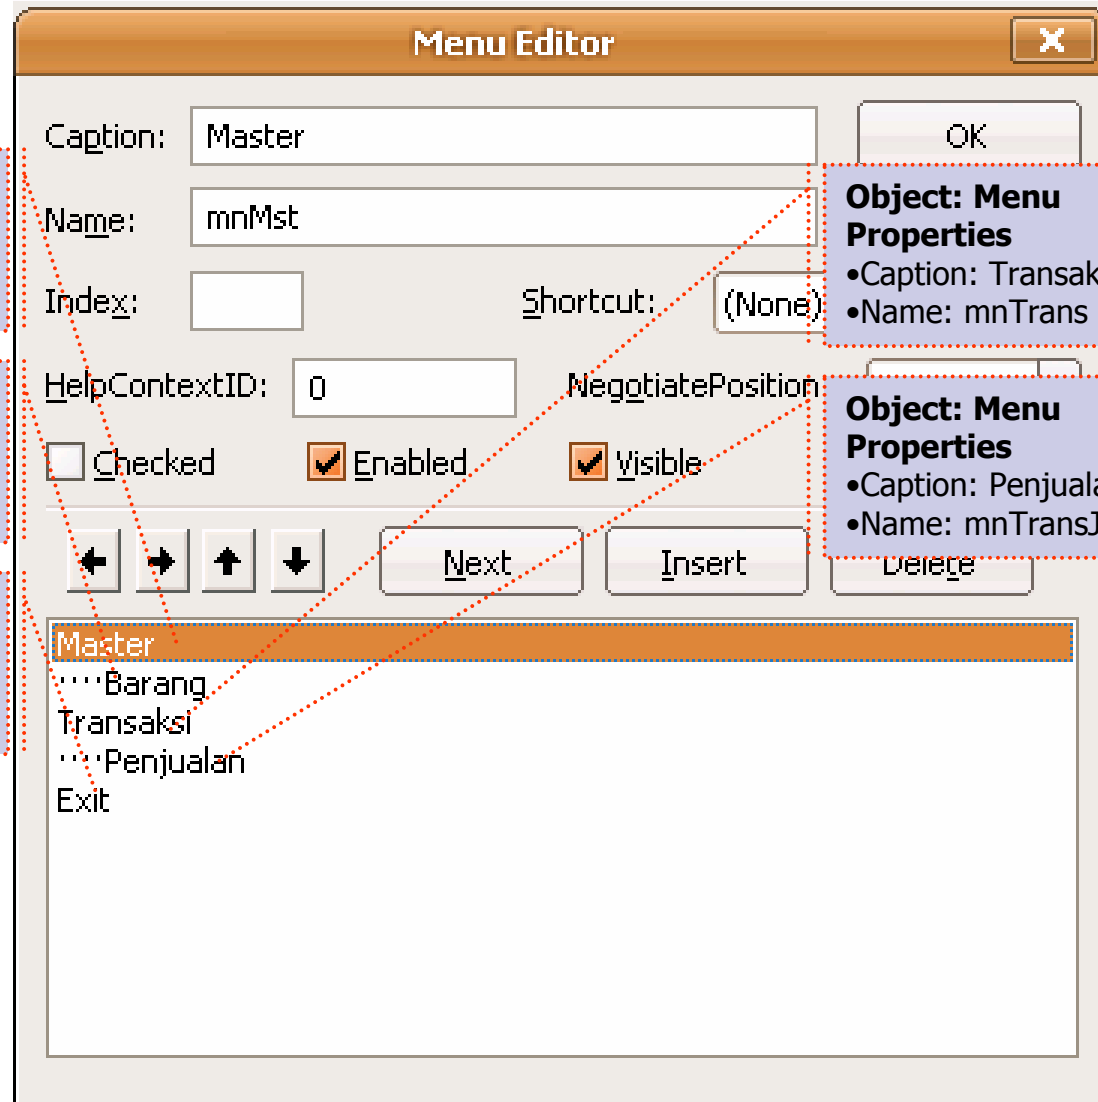 Menu Editor
Caption: Master
OK
Name: mnMst
Index:
Shortcut: (None)
HelpContextID: 0
NegotiatePosition
Checked
Enabled
Visible
Next
Insert
Delete
Object: Menu
Properties
•Caption: Transak
•Name: mnTrans
Object: Menu
Properties
•Caption: Penjuala
•Name: mnTransJ
Master
····Barang
Transaksi
····Penjualan
Exit